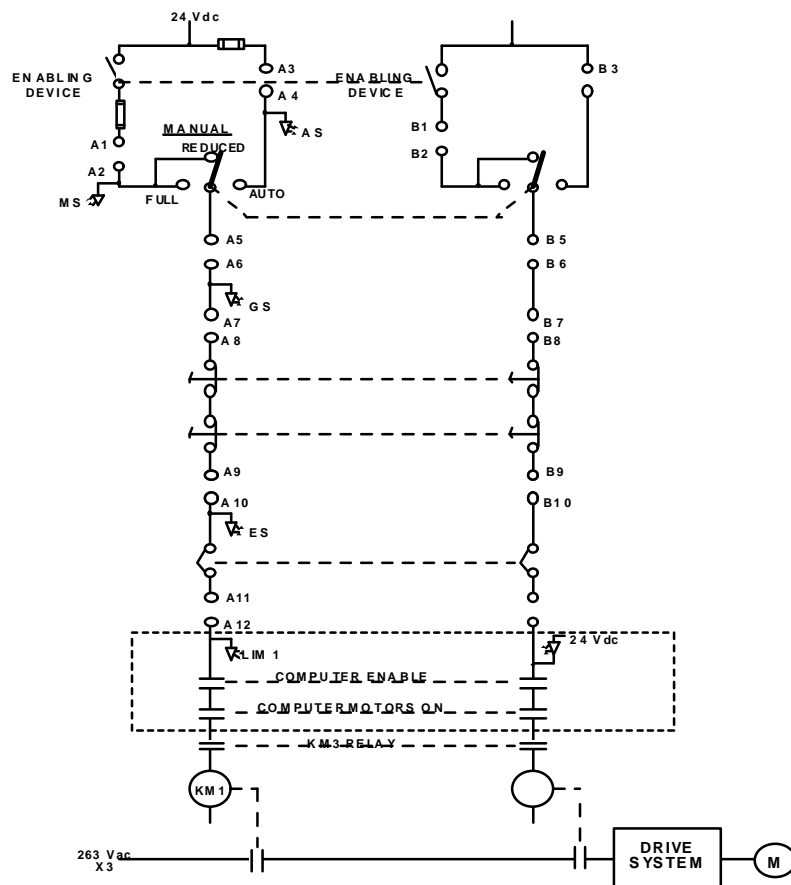 24 Vdc
A3
ENABLING
DEVICE
ENABLING
DEVICE
B3
A4
MANUAL
REDUCED
AS
A1
A2
B1
B2
MS
FULL
AUTO
A5
B5
A6
B6
GS
A7
B7
A8
B8
A9
B9
A10
B10
ES
A11
A12
LIM 1
24 Vdc
COMPUTER ENABLE
COMPUTER MOTORS ON
KM3 RELAY
KM1
263 Vac
X3
DRIVE
SYSTEM
M